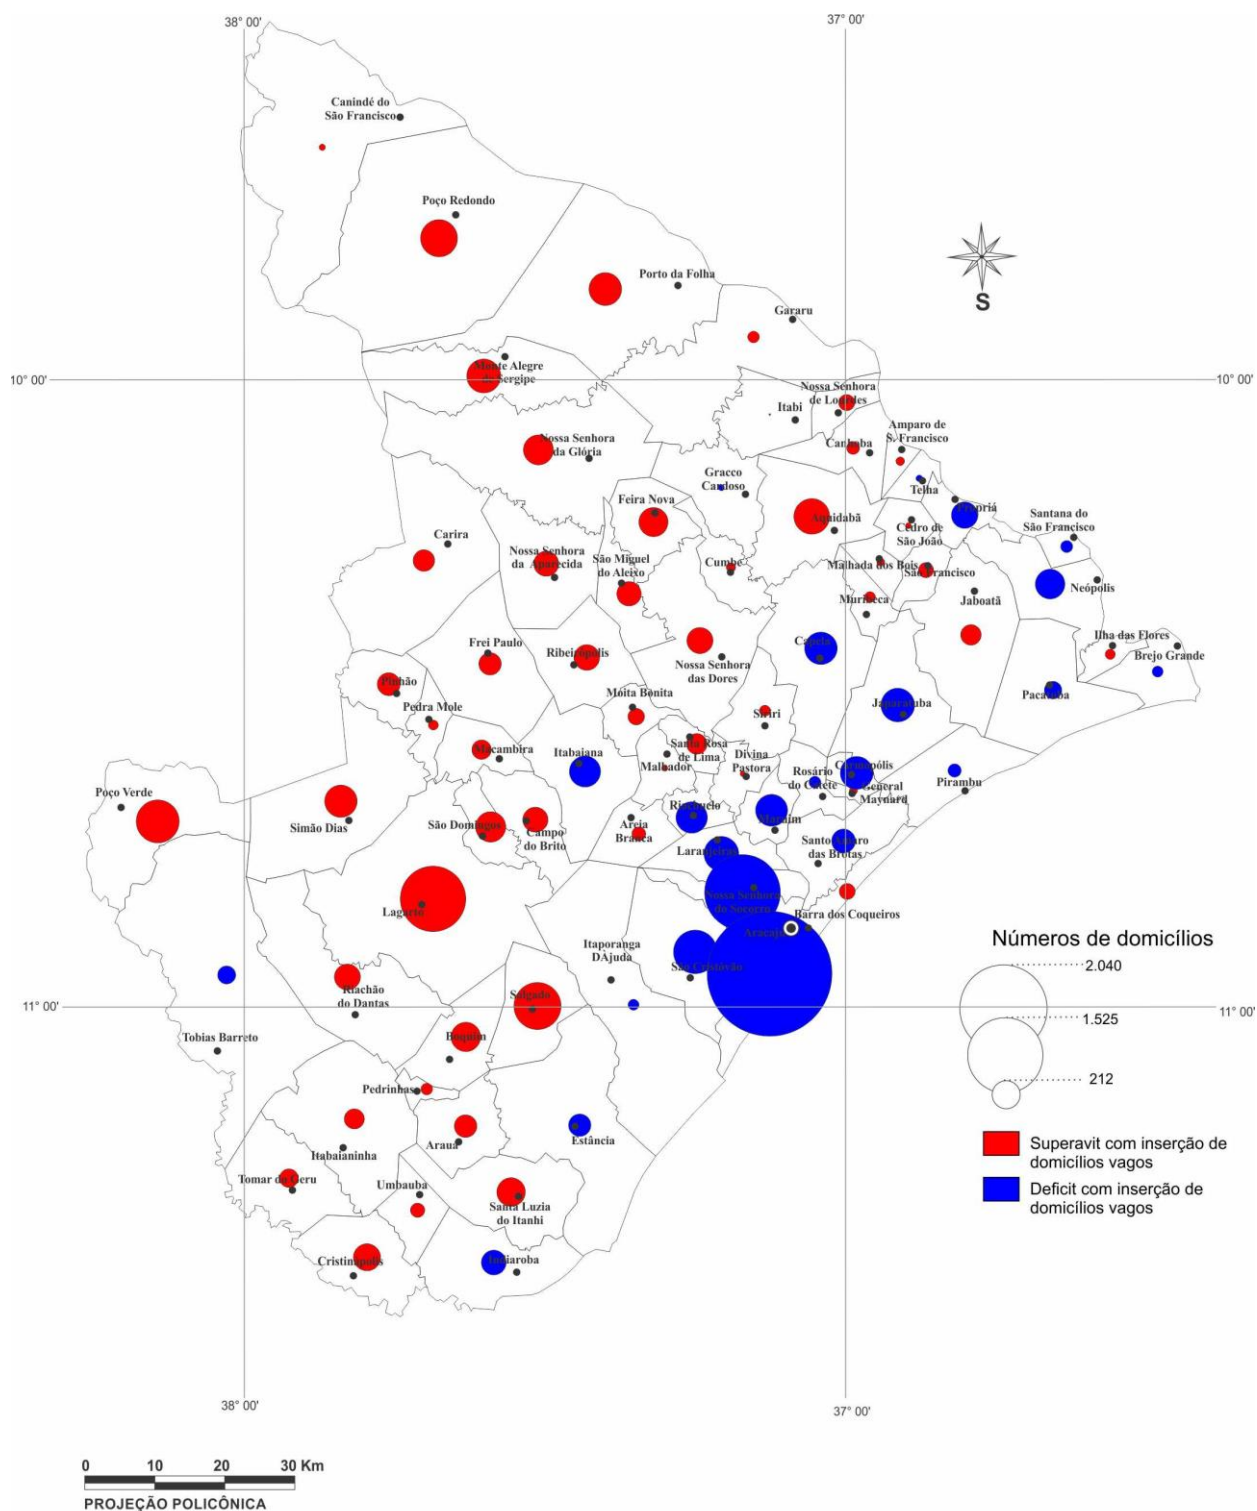 38° 00'
37° 00'
Canindé do
São Francisco
Poço Redondo
Porto da Folha
S
Gararu
10° 00'
10° 00'
Monte Alegre
de Sergipe
Nossa Senhora
de Lourdes
Itabi
Amparo de
S. Francisco
Canhoba
Nossa Senhora
da Glória
Gracco
Cardoso
Telha
Feira Nova
Propriá
Aquidabã
Santana do
São Francisco
Cedro de
São João
Carira
Nossa Senhora
da Aparecida
São Miguel
do Aleixo
Cumbe
Malhada dos Bois
São Francisco
Neópolis
Muribeca
Jaboatã
Frei Paulo
Ribeirópolis
Capela
Ilha das Flores
Brejo Grande
Nossa Senhora
das Dores
Pinhão
Moita Bonita
Pacatuba
Pedra Mole
Siriri
Japaratuba
Macambira
Itabaiana
Santa Rosa
de Lima
Malhador
Divina
Pastora
Rosário
do Catete
Carmópolis
General
Maynard
Pirambu
Poço Verde
Simão Dias
São Domingos
Campo
do Brito
Areia
Branca
Riachuelo
Maruim
Laranjeiras
Santo Amaro
das Brotas
Nossa Senhora
do Socorro
Lagarto
Barra dos Coqueiros
Aracaju
Itaporanga
DÀjuda
São Cristóvão
Números de domicílios
2.040
Riachão
do Dantas
Salgado
11° 00'
11° 00'
1.525
Tobias Barreto
Boquim
212
Pedrinhas
Estância
Arauá
Itabaianinha
Superavit com inserção de
domicílios vagos
Tomar do Geru
Umbauba
Deficit com inserção de
domicílios vagos
Santa Luzia
do Itanhi
Cristinápolis
Indiaroba
38° 00'
37° 00'
0 10 20 30 Km
PROJEÇÃO POLICÔNICA